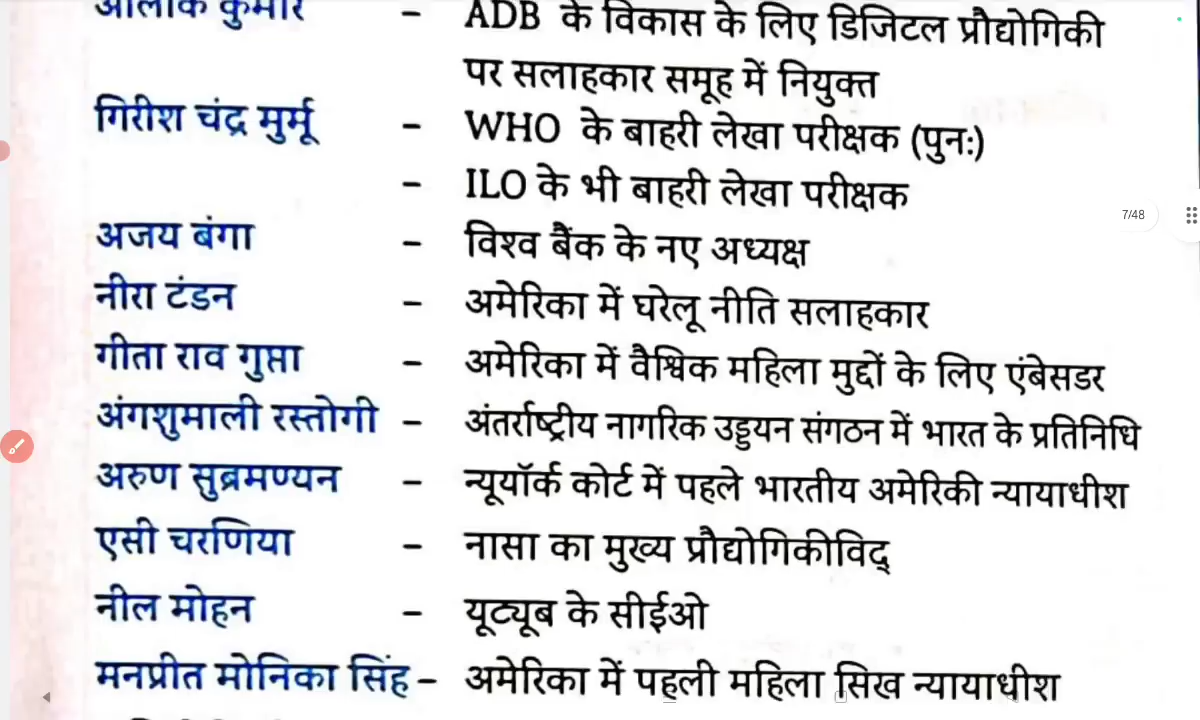 आलोक कुमार - ADB के विकास के लिए डिजिटल प्रौद्योगिकी
पर सलाहकार समूह में नियुक्त
गिरीश चंद्र मुर्मू - WHO के बाहरी लेखा परीक्षक (पुन:)
- ILO के भी बाहरी लेखा परीक्षक
7/48
अजय बंगा - विश्व बैंक के नए अध्यक्ष
नीरा टंडन - अमेरिका में घरेलू नीति सलाहकार
गीता राव गुप्ता - अमेरिका में वैश्विक महिला मुद्दों के लिए एंबेसडर
अंगशुमाली रस्तोगी - अंतर्राष्ट्रीय नागरिक उड्डयन संगठन में भारत के प्रतिनिधि
अरुण सुब्रमण्यन - न्यूयॉर्क कोर्ट में पहले भारतीय अमेरिकी न्यायाधीश
एसी चरणिया - नासा का मुख्य प्रौद्योगिकीविद्
नील मोहन - यूट्यूब के सीईओ
मनप्रीत मोनिका सिंह - अमेरिका में पहली महिला सिख न्यायाधीश